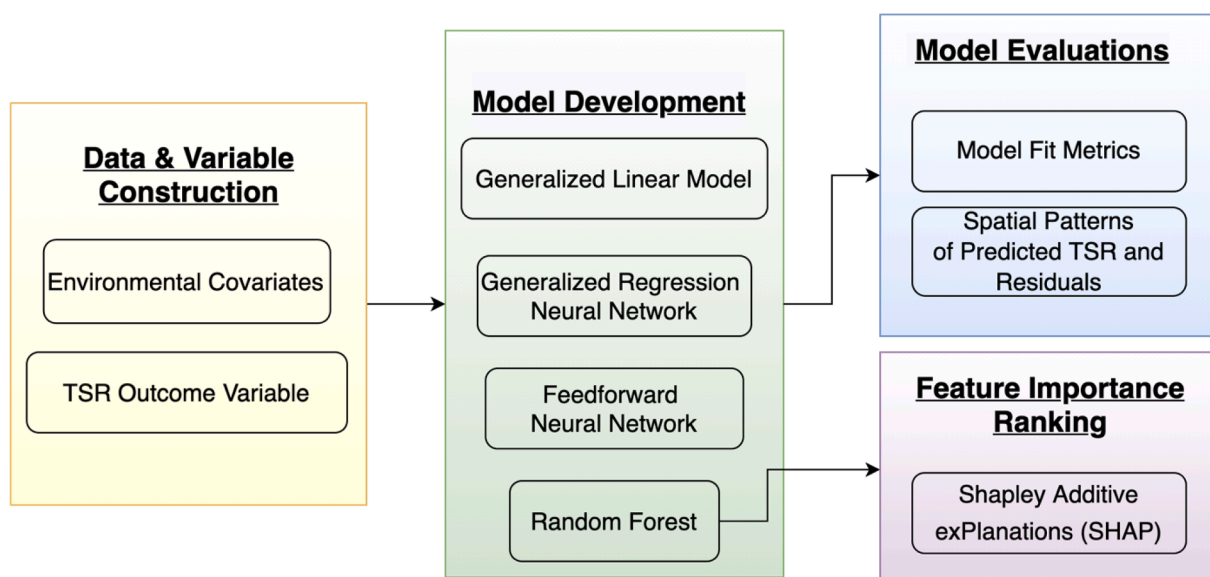 Data & Variable
Construction
Environmental Covariates
TSR Outcome Variable
Model Development
Generalized Linear Model
Generalized Regression
Neural Network
Feedforward
Neural Network
Random Forest
Model Evaluations
Model Fit Metrics
Spatial Patterns
of Predicted TSR and
Residuals
Feature Importance
Ranking
Shapley Additive
exPlanations (SHAP)